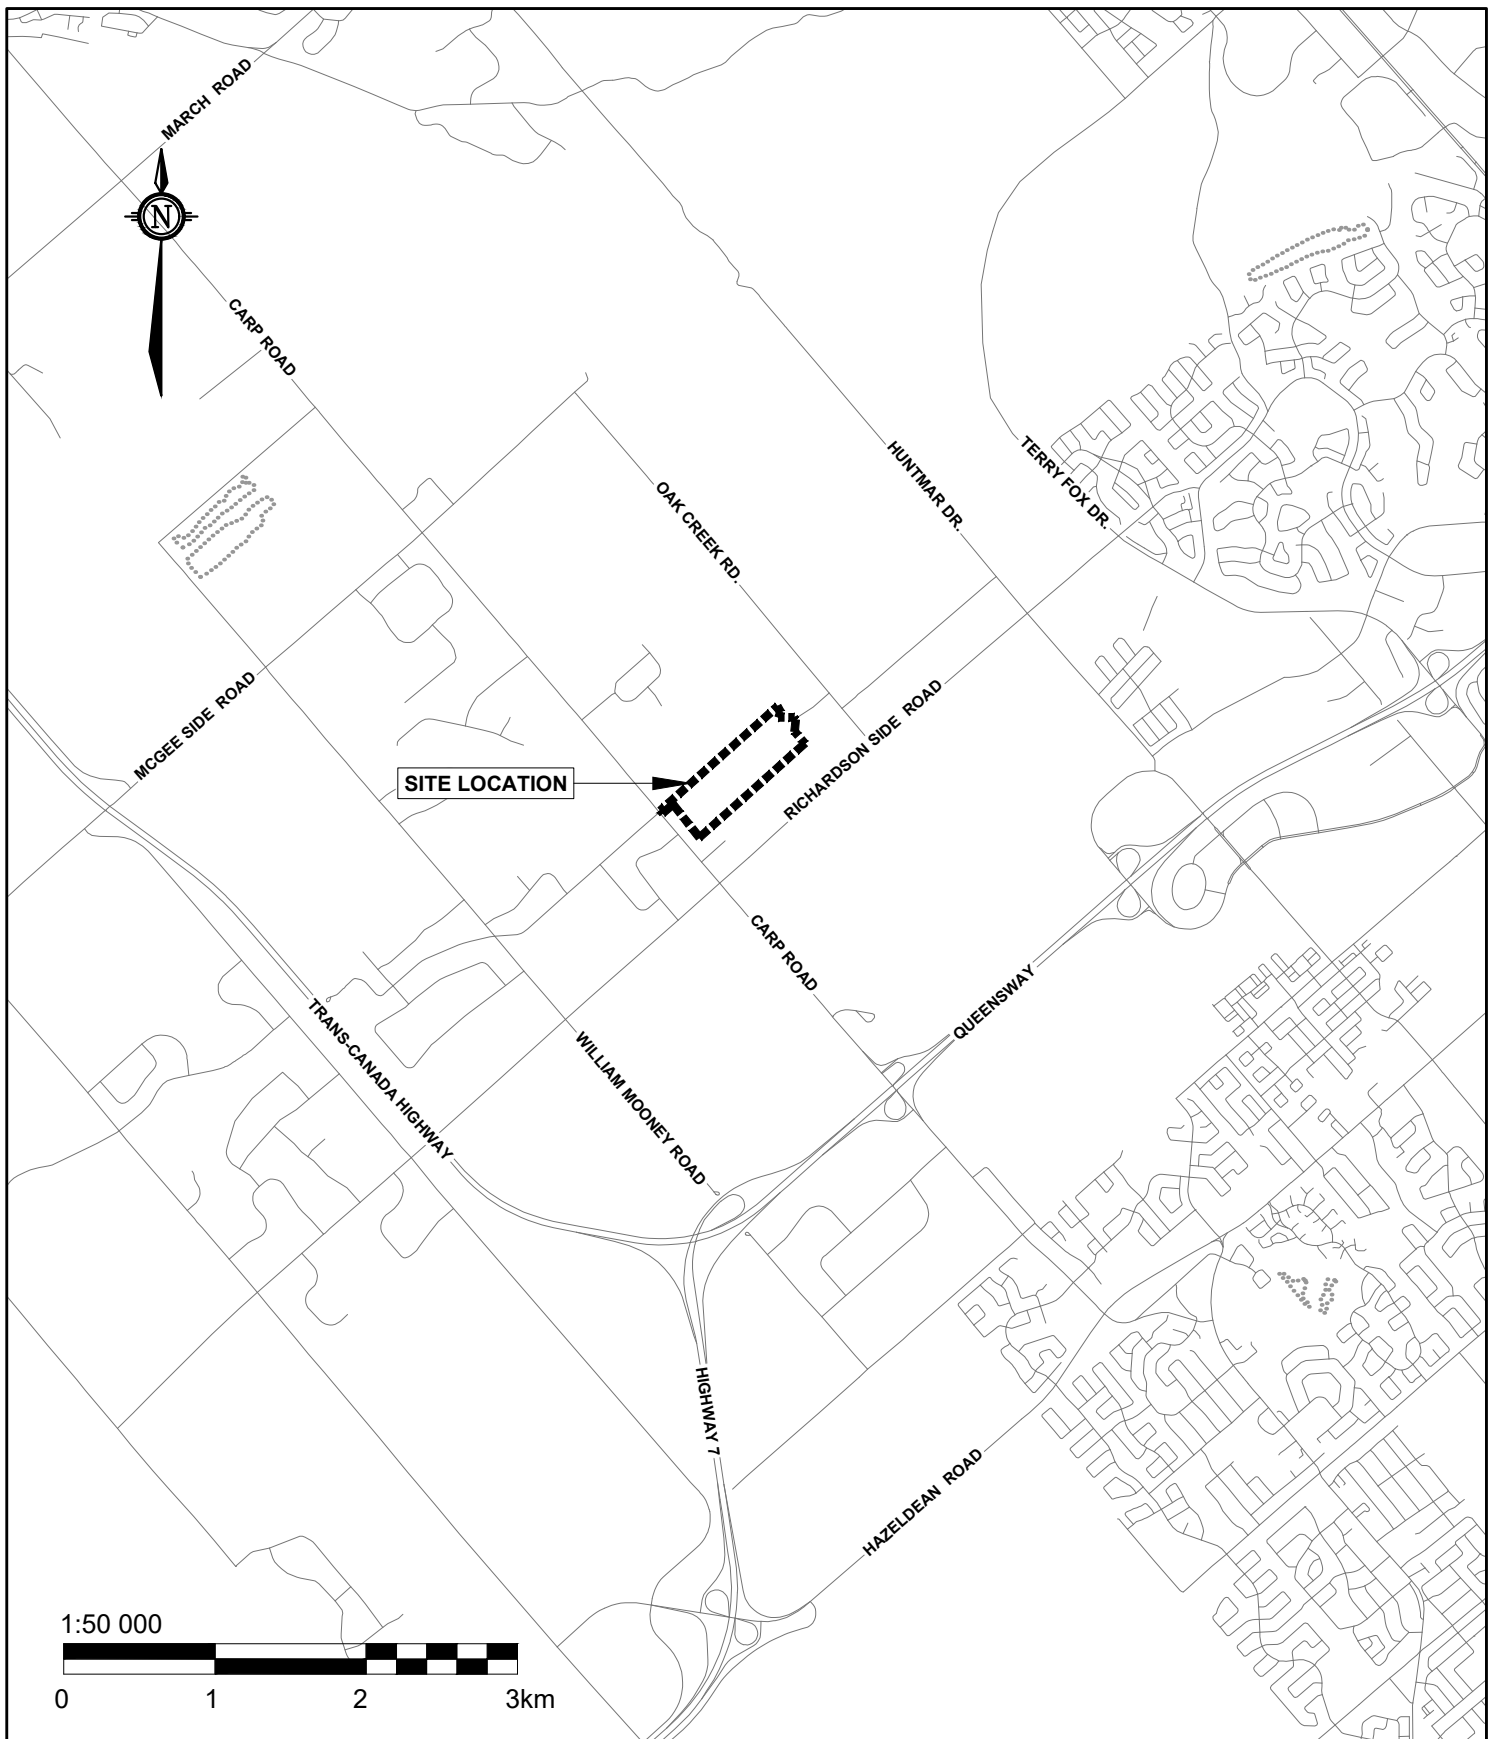 MARCH ROAD
N
CARP ROAD
HUNTMAR DR.
TERRY FOX DR.
OAK CREEK RD.
MCGEE SIDE ROAD
RICHARDSON SIDE ROAD
SITE LOCATION
CARP ROAD
QUEENSWAY
TRANS-CANADA HIGHWAY
WILLIAM MOONEY ROAD
HIGHWAY 7
HAZELDEAN ROAD
1:50 000
0 1 2 3km